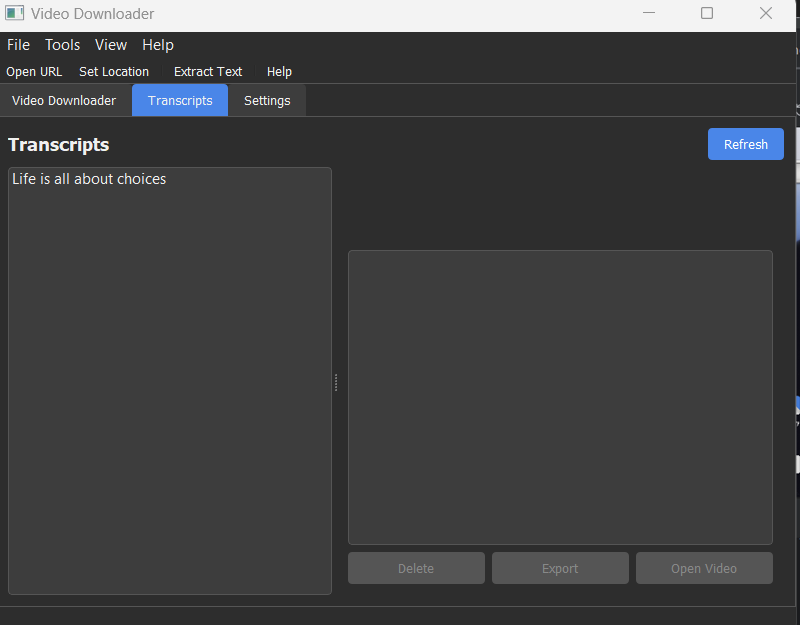 Video Downloader
File Tools View Help
Open URL Set Location Extract Text Help
Video Downloader Transcripts Settings
Transcripts
Refresh
Life is all about choices
Delete Export Open Video